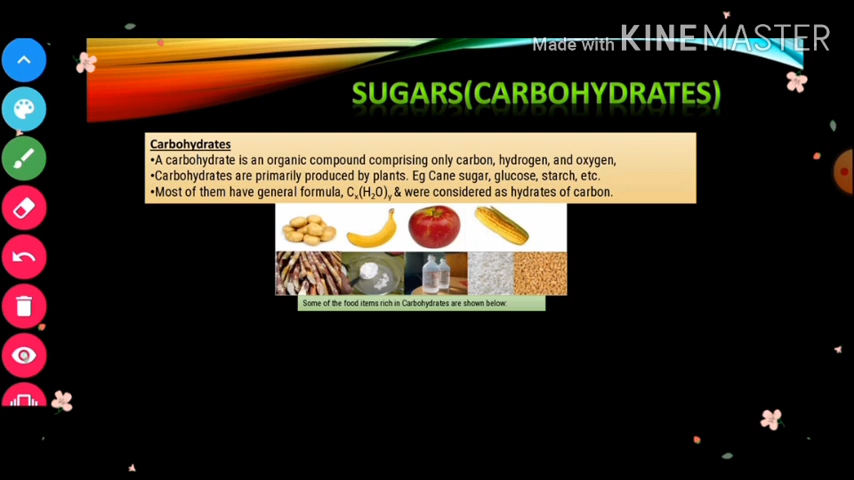 Made with KINEMASTER
SUGARS(CARBOHYDRATES)
Carbohydrates
•A carbohydrate is an organic compound comprising only carbon, hydrogen, and oxygen,
•Carbohydrates are primarily produced by plants. Eg Cane sugar, glucose, starch, etc.
•Most of them have general formula, Cₓ(H₂O)ᵧ & were considered as hydrates of carbon.
Some of the food items rich in Carbohydrates are shown below: